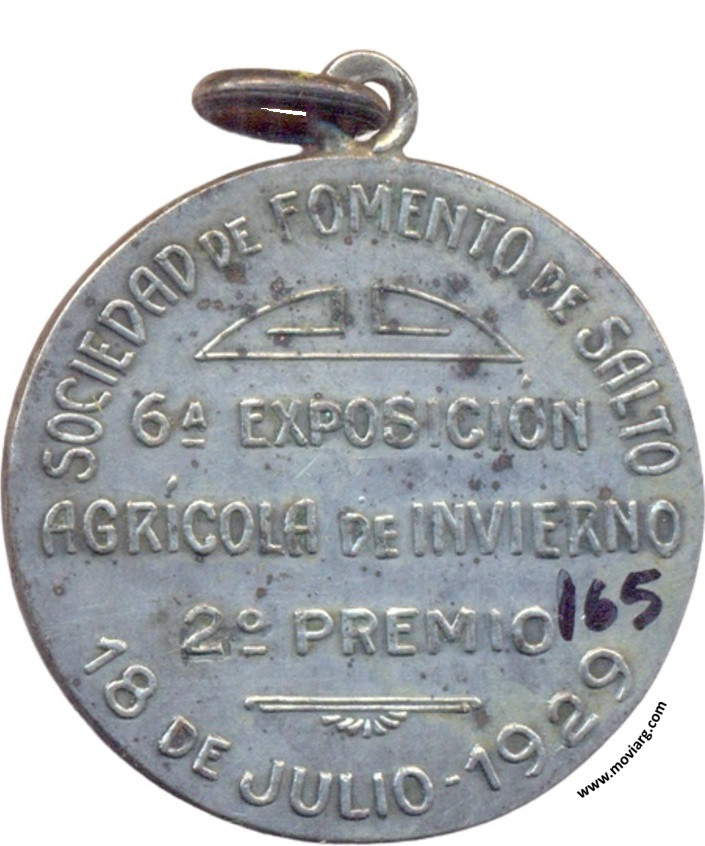 SOCIEDAD DE FOMENTO DE SALTO
6A EXPOSICIÓN
AGRÍCOLA DE INVIERNO
2º PREMIO
165
18 DE JULIO - 1929
www.moviarg.com